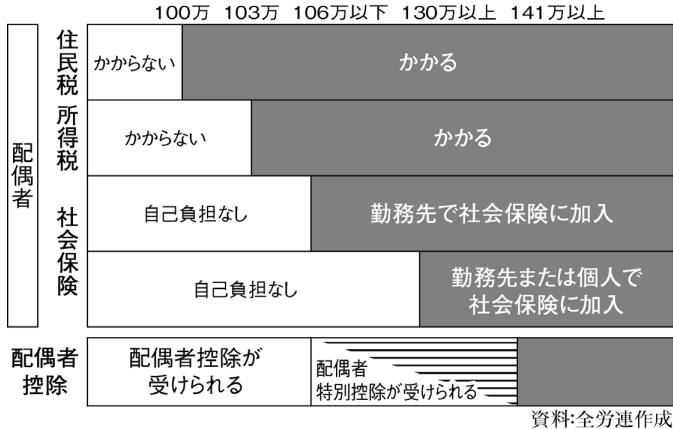 100万 103万 106万以下 130万以上 141万以上
配偶者
住民税
かからない
かかる
所得税
かからない
かかる
社会保険
自己負担なし
勤務先で社会保険に加入
自己負担なし
勤務先または個人で
社会保険に加入
配偶者
控除
配偶者控除が
受けられる
配偶者
特別控除が受けられる
資料:全労連作成